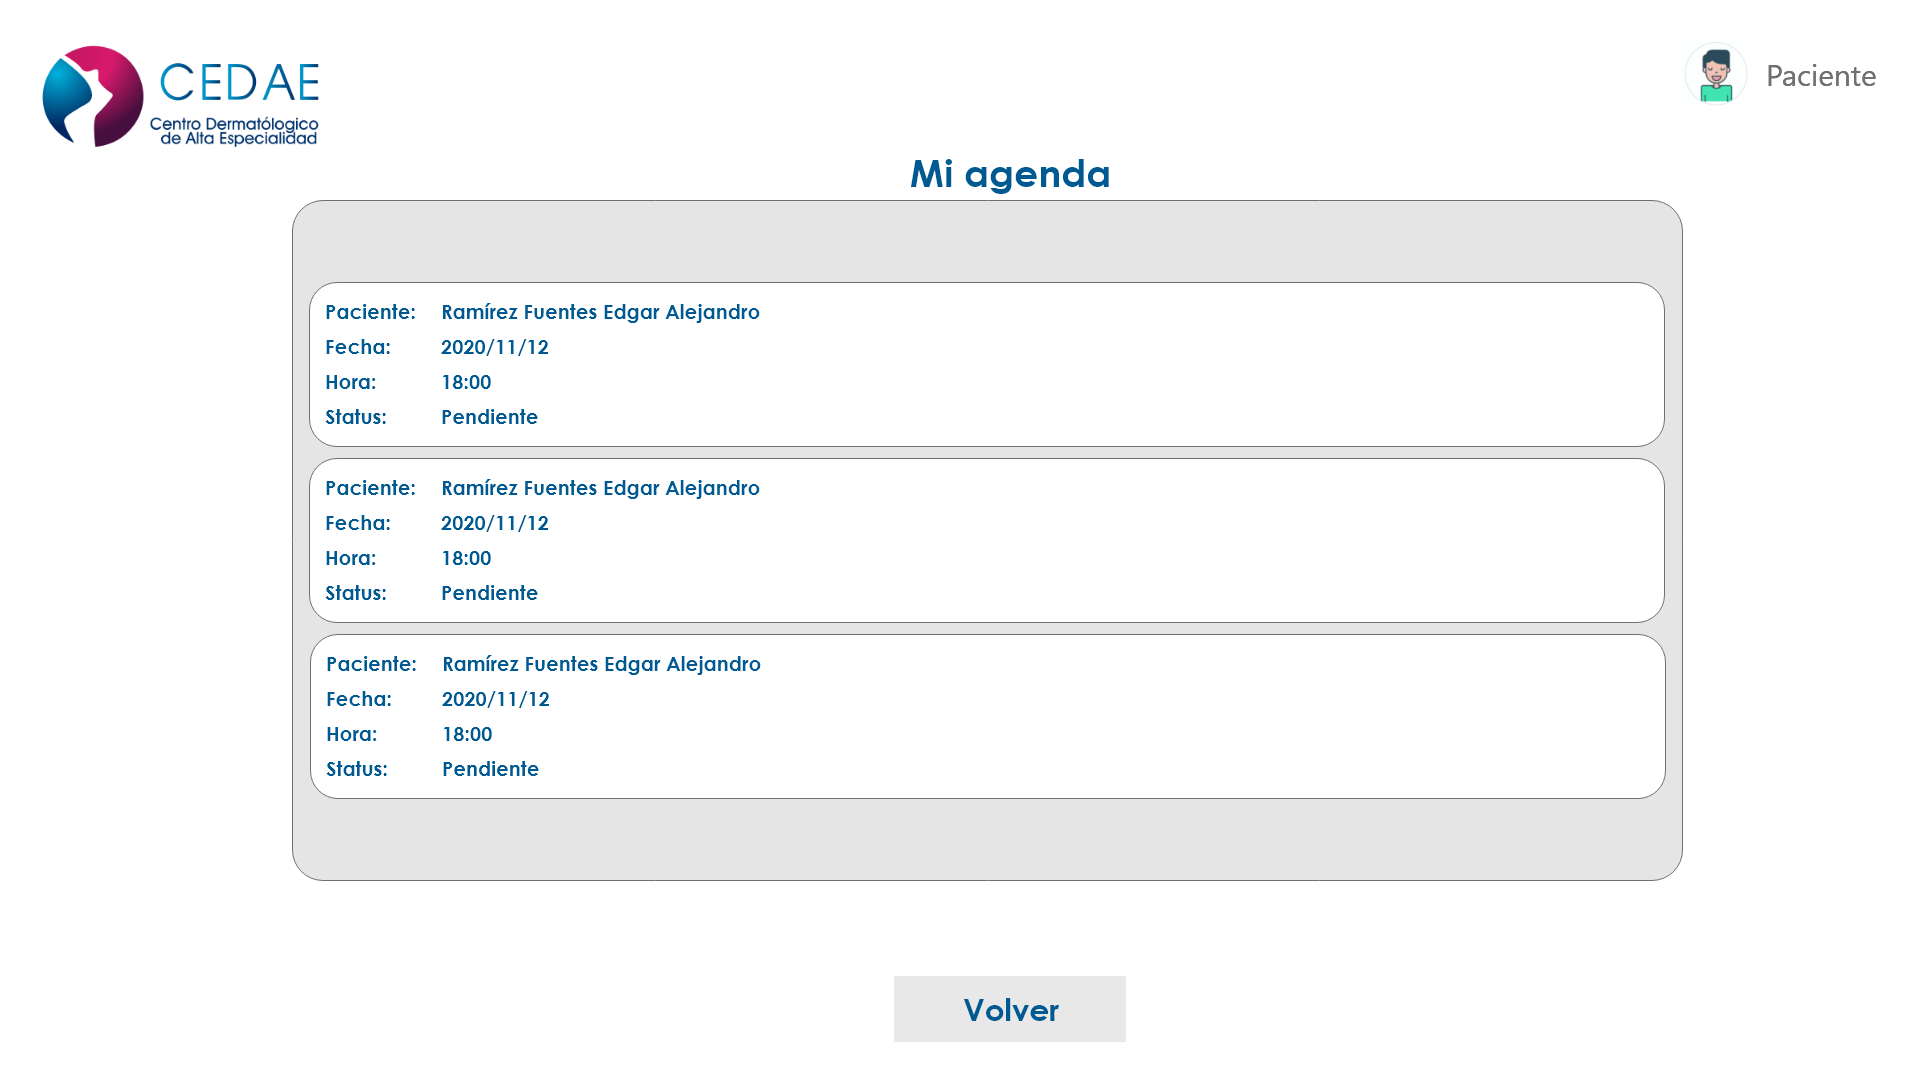 CEDAE
Centro Dermatólogico
de Alta Especialidad
Paciente
Mi agenda
Paciente: Ramírez Fuentes Edgar Alejandro
Fecha: 2020/11/12
Hora: 18:00
Status: Pendiente
Paciente: Ramírez Fuentes Edgar Alejandro
Fecha: 2020/11/12
Hora: 18:00
Status: Pendiente
Paciente: Ramírez Fuentes Edgar Alejandro
Fecha: 2020/11/12
Hora: 18:00
Status: Pendiente
Volver